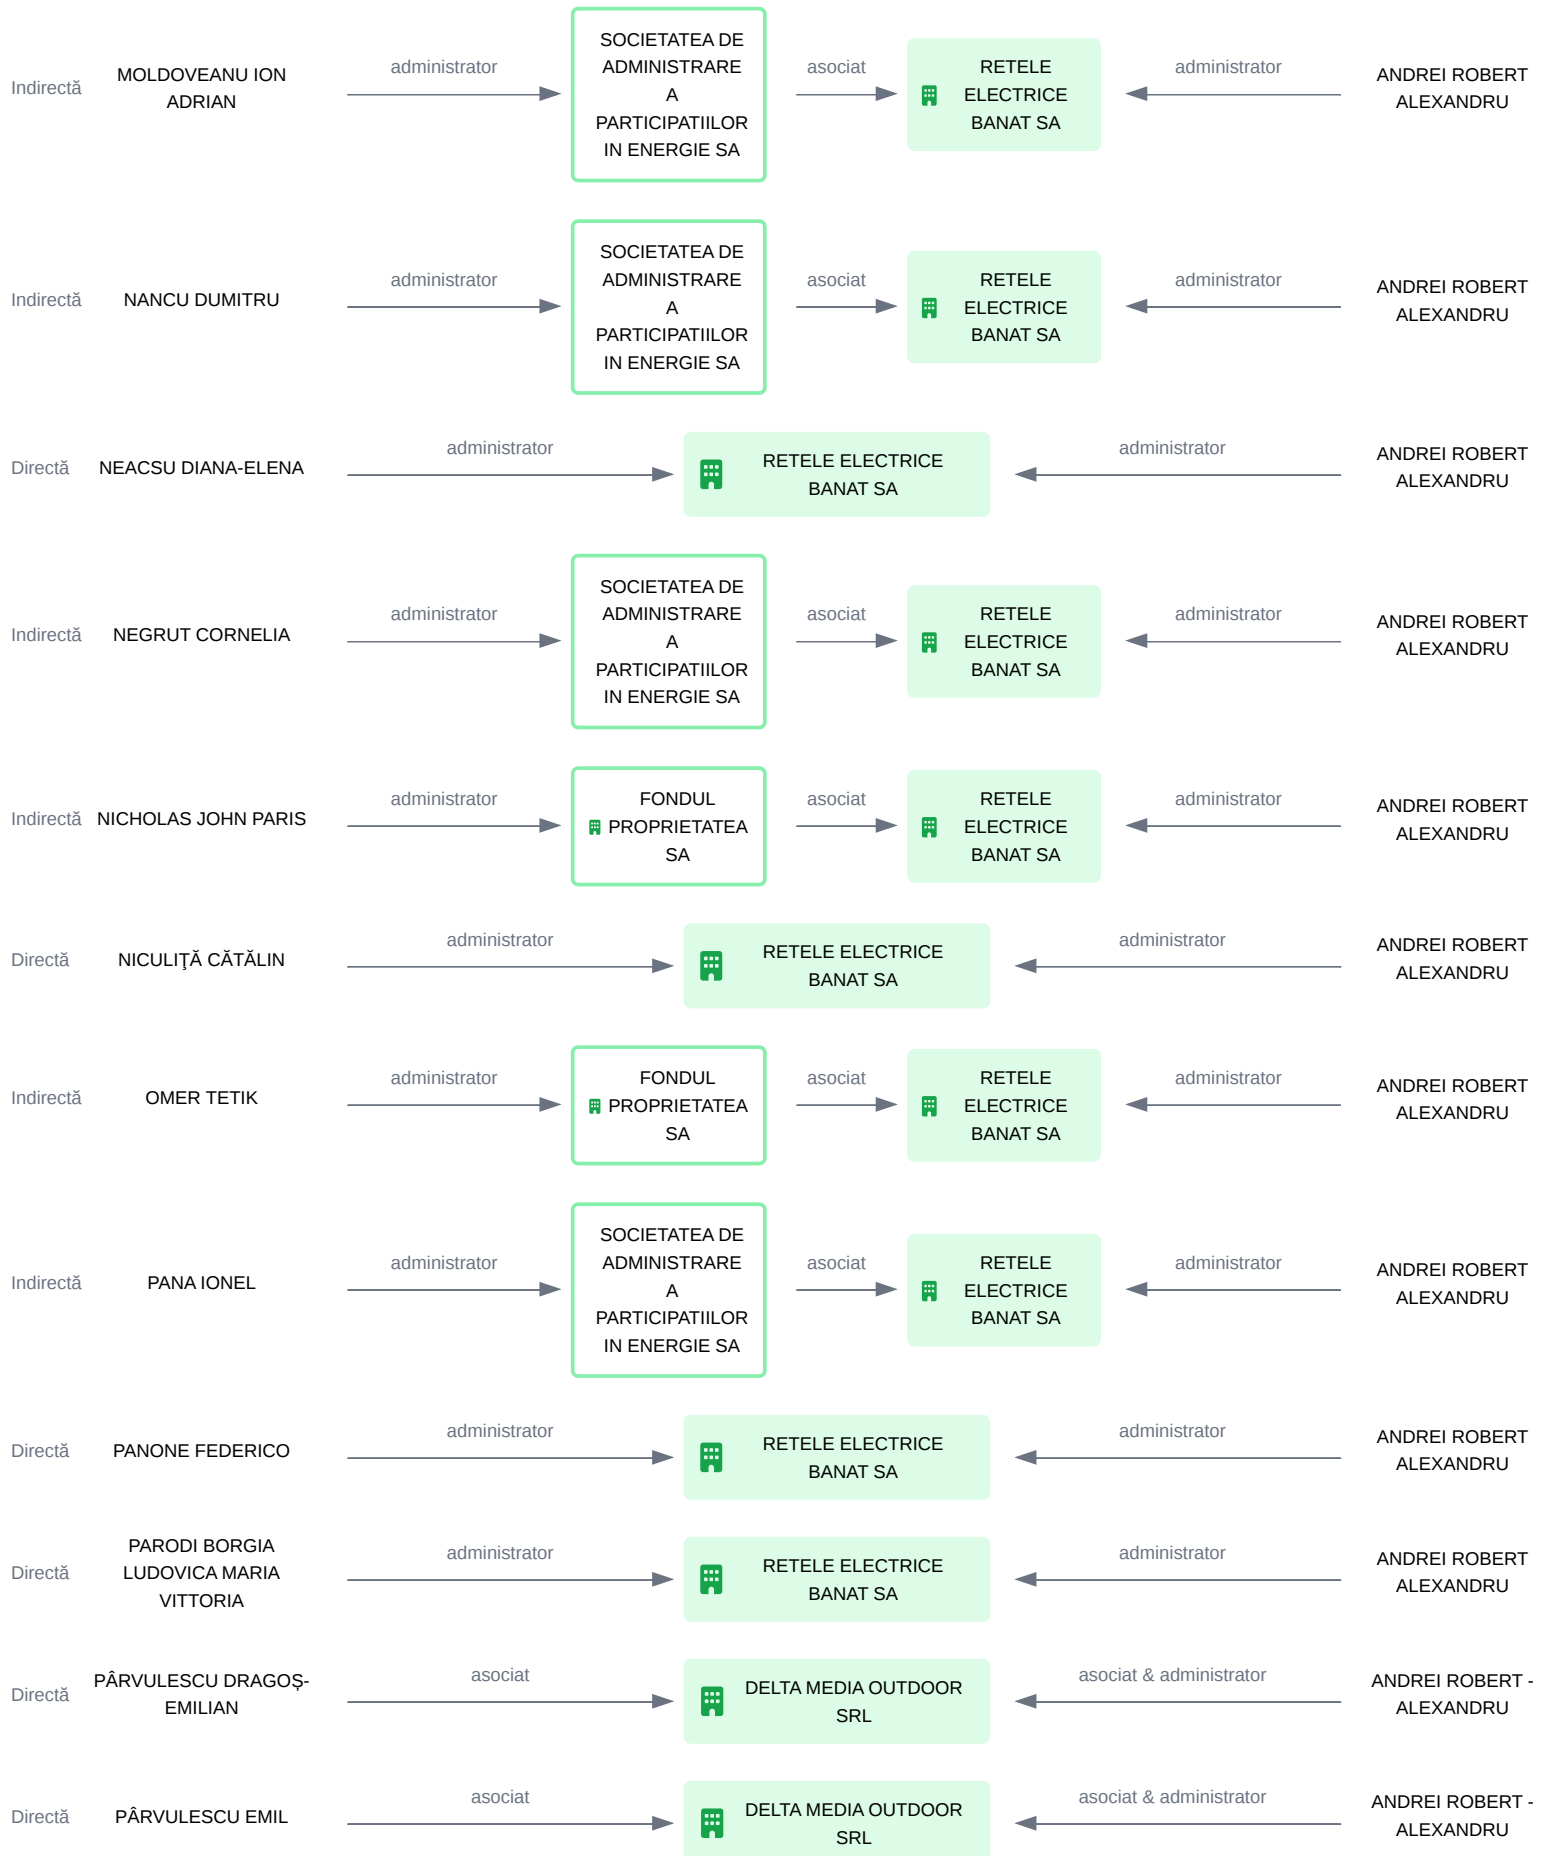 Indirectă
MOLDOVEANU ION
ADRIAN
administrator
SOCIETATEA DE
ADMINISTRARE
A
PARTICIPATIILOR
IN ENERGIE SA
asociat
RETELE
ELECTRICE
BANAT SA
administrator
ANDREI ROBERT
ALEXANDRU
Indirectă
NANCU DUMITRU
administrator
SOCIETATEA DE
ADMINISTRARE
A
PARTICIPATIILOR
IN ENERGIE SA
asociat
RETELE
ELECTRICE
BANAT SA
administrator
ANDREI ROBERT
ALEXANDRU
Directă
NEACSU DIANA-ELENA
administrator
RETELE ELECTRICE
BANAT SA
administrator
ANDREI ROBERT
ALEXANDRU
Indirectă
NEGRUT CORNELIA
administrator
SOCIETATEA DE
ADMINISTRARE
A
PARTICIPATIILOR
IN ENERGIE SA
asociat
RETELE
ELECTRICE
BANAT SA
administrator
ANDREI ROBERT
ALEXANDRU
Indirectă
NICHOLAS JOHN PARIS
administrator
FONDUL
PROPRIETATEA
SA
asociat
RETELE
ELECTRICE
BANAT SA
administrator
ANDREI ROBERT
ALEXANDRU
Directă
NICULIŢĂ CĂTĂLIN
administrator
RETELE ELECTRICE
BANAT SA
administrator
ANDREI ROBERT
ALEXANDRU
Indirectă
OMER TETIK
administrator
FONDUL
PROPRIETATEA
SA
asociat
RETELE
ELECTRICE
BANAT SA
administrator
ANDREI ROBERT
ALEXANDRU
Indirectă
PANA IONEL
administrator
SOCIETATEA DE
ADMINISTRARE
A
PARTICIPATIILOR
IN ENERGIE SA
asociat
RETELE
ELECTRICE
BANAT SA
administrator
ANDREI ROBERT
ALEXANDRU
Directă
PANONE FEDERICO
administrator
RETELE ELECTRICE
BANAT SA
administrator
ANDREI ROBERT
ALEXANDRU
Directă
PARODI BORGIA
LUDOVICA MARIA
VITTORIA
administrator
RETELE ELECTRICE
BANAT SA
administrator
ANDREI ROBERT
ALEXANDRU
Directă
PÂRVULESCU DRAGOȘ-
EMILIAN
asociat
DELTA MEDIA OUTDOOR
SRL
asociat & administrator
ANDREI ROBERT -
ALEXANDRU
Directă
PÂRVULESCU EMIL
asociat
DELTA MEDIA OUTDOOR
SRL
asociat & administrator
ANDREI ROBERT -
ALEXANDRU